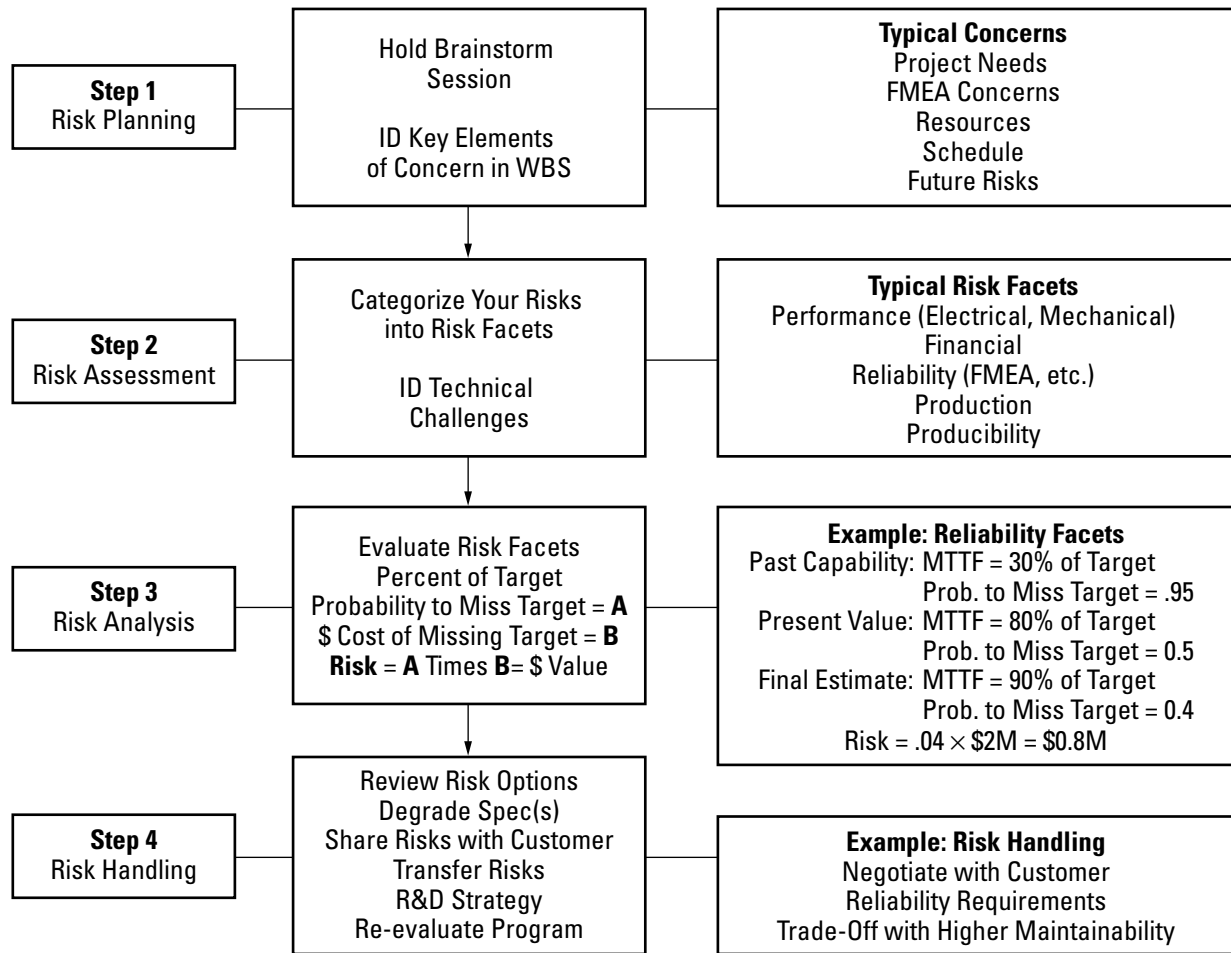 Step 1
Risk Planning
Hold Brainstorm
Session
ID Key Elements
of Concern in WBS
Typical Concerns
Project Needs
FMEA Concerns
Resources
Schedule
Future Risks
Step 2
Risk Assessment
Categorize Your Risks
into Risk Facets
ID Technical
Challenges
Typical Risk Facets
Performance (Electrical, Mechanical)
Financial
Reliability (FMEA, etc.)
Production
Producibility
Step 3
Risk Analysis
Evaluate Risk Facets
Percent of Target
Probability to Miss Target = A
$ Cost of Missing Target = B
Risk = A Times B= $ Value
Example: Reliability Facets
Past Capability: MTTF = 30% of Target
Prob. to Miss Target = .95
Present Value: MTTF = 80% of Target
Prob. to Miss Target = 0.5
Final Estimate: MTTF = 90% of Target
Prob. to Miss Target = 0.4
Risk = .04 × $2M = $0.8M
Step 4
Risk Handling
Review Risk Options
Degrade Spec(s)
Share Risks with Customer
Transfer Risks
R&D Strategy
Re-evaluate Program
Example: Risk Handling
Negotiate with Customer
Reliability Requirements
Trade-Off with Higher Maintainability